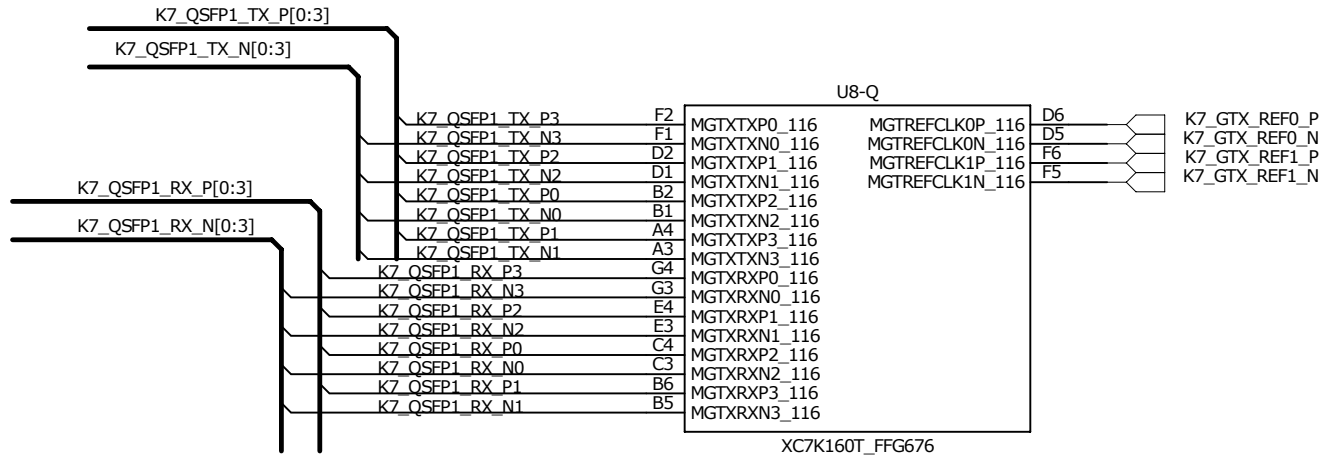 K7_QSFP1_TX_P[0:3]
K7_QSFP1_TX_N[0:3]
K7_QSFP1_RX_P[0:3]
K7_QSFP1_RX_N[0:3]
U8-Q
K7_QSFP1_TX_P3 F2 MGTXTXP0_116 MGTREFCLK0P_116 D6 K7_GTX_REF0_P
K7_QSFP1_TX_N3 F1 MGTXTXN0_116 MGTREFCLK0N_116 D5 K7_GTX_REF0_N
K7_QSFP1_TX_P2 D2 MGTXTXP1_116 MGTREFCLK1P_116 F6 K7_GTX_REF1_P
K7_QSFP1_TX_N2 D1 MGTXTXN1_116 MGTREFCLK1N_116 F5 K7_GTX_REF1_N
K7_QSFP1_TX_P0 B2 MGTXTXP2_116
K7_QSFP1_TX_N0 B1 MGTXTXN2_116
K7_QSFP1_TX_P1 A4 MGTXTXP3_116
K7_QSFP1_TX_N1 A3 MGTXTXN3_116
K7_QSFP1_RX_P3 G4 MGTXRXP0_116
K7_QSFP1_RX_N3 G3 MGTXRXN0_116
K7_QSFP1_RX_P2 E4 MGTXRXP1_116
K7_QSFP1_RX_N2 E3 MGTXRXN1_116
K7_QSFP1_RX_P0 C4 MGTXRXP2_116
K7_QSFP1_RX_N0 C3 MGTXRXN2_116
K7_QSFP1_RX_P1 B6 MGTXRXP3_116
K7_QSFP1_RX_N1 B5 MGTXRXN3_116
XC7K160T_FFG676